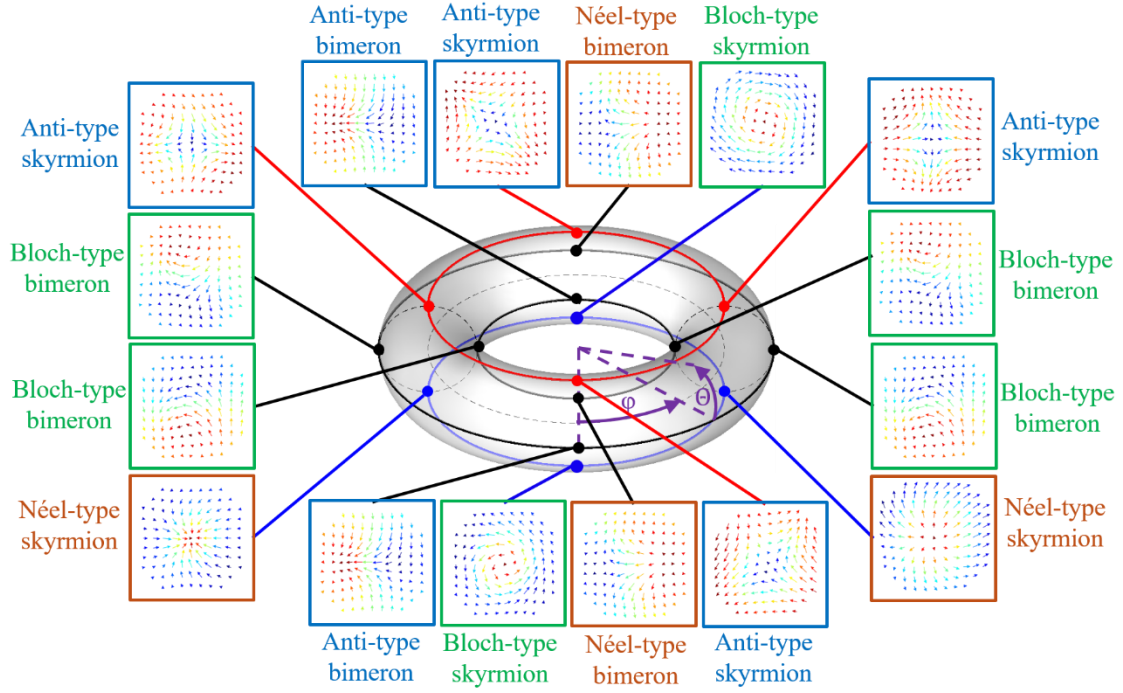 Anti-type
bimeron
Anti-type
skyrmion
Néel-type
bimeron
Bloch-type
skyrmion
Anti-type
skyrmion
Anti-type
skyrmion
Bloch-type
bimeron
Bloch-type
bimeron
Bloch-type
bimeron
Bloch-type
bimeron
φ
Θ
Néel-type
skyrmion
Néel-type
skyrmion
Anti-type
bimeron
Bloch-type
skyrmion
Néel-type
bimeron
Anti-type
skyrmion